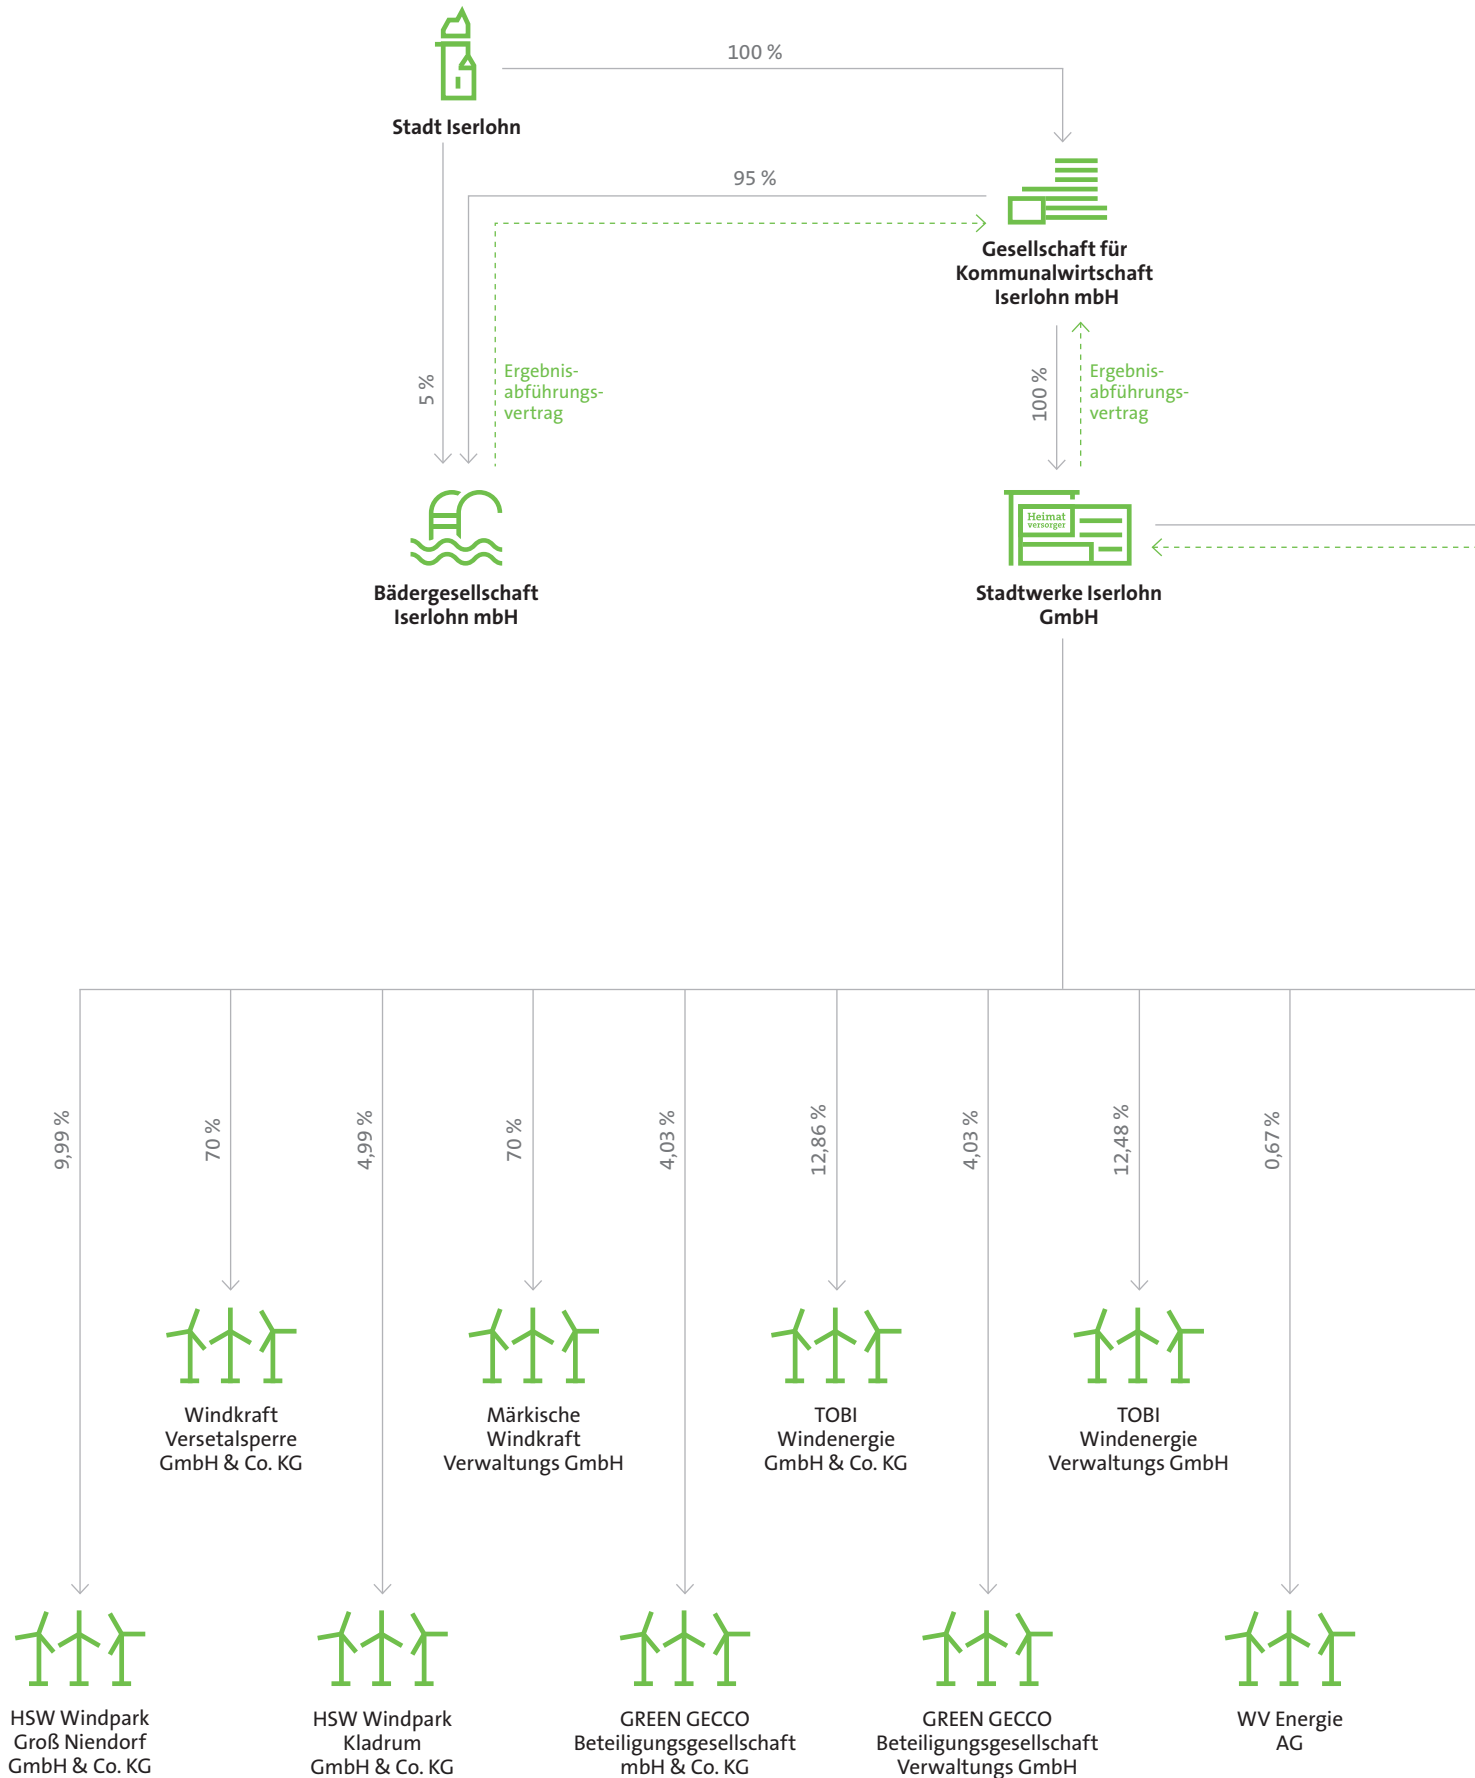 100 %
Stadt Iserlohn
95 %
Gesellschaft für
Kommunalwirtschaft
Iserlohn mbH
5 %
Ergebnis-
abführungs-
vertrag
100 %
Ergebnis-
abführungs-
vertrag
Heimat
versorger
Bädergesellschaft
Iserlohn mbH
Stadtwerke Iserlohn
GmbH
9,99 %
70 %
4,99 %
70 %
4,03 %
12,86 %
4,03 %
12,48 %
0,67 %
Windkraft
Versetalsperre
GmbH & Co. KG
Märkische
Windkraft
Verwaltungs GmbH
TOBI
Windenergie
GmbH & Co. KG
TOBI
Windenergie
Verwaltungs GmbH
HSW Windpark
Groß Niendorf
GmbH & Co. KG
HSW Windpark
Kladrum
GmbH & Co. KG
GREEN GECCO
Beteiligungsgesellschaft
mbH & Co. KG
GREEN GECCO
Beteiligungsgesellschaft
Verwaltungs GmbH
WV Energie
AG